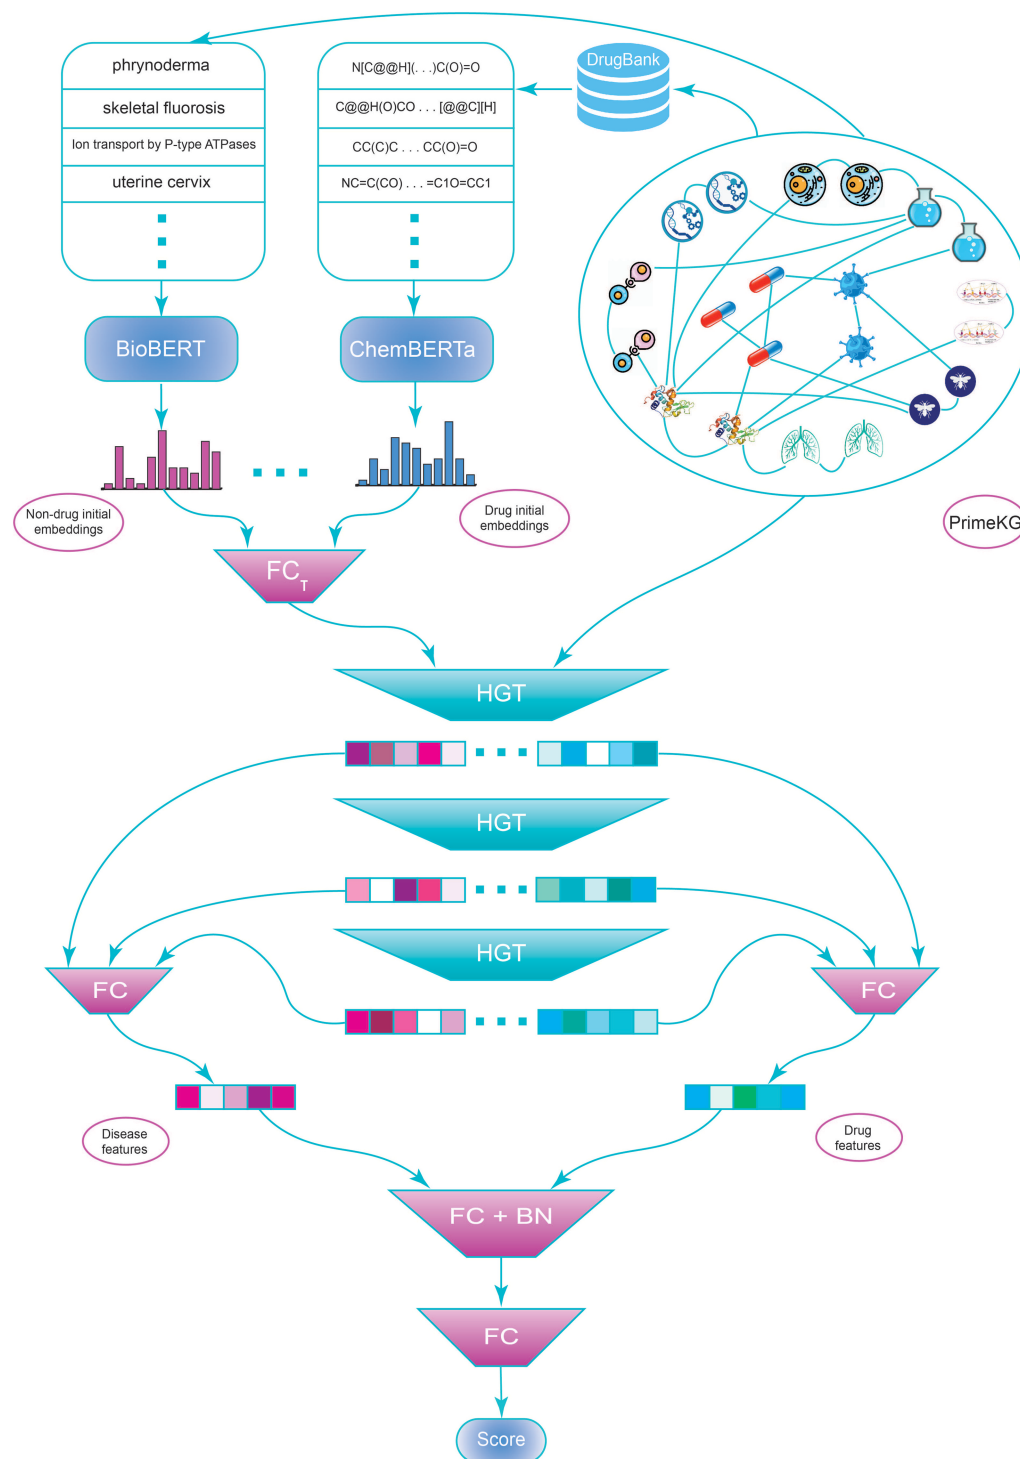 phrynoderma
skeletal fluorosis
Ion transport by P-type ATPases
uterine cervix
N[C@@H](. . .)C(O)=O
C@@H(O)CO . . . [@@C][H]
CC(C)C . . . CC(O)=O
NC=C(CO) . . . =C1O=CC1
DrugBank
BioBERT
ChemBERTa
Non-drug initial
embeddings
Drug initial
embeddings
PrimeKG
FC_T
HGT
HGT
HGT
FC
FC
Disease
features
Drug
features
FC + BN
FC
Score